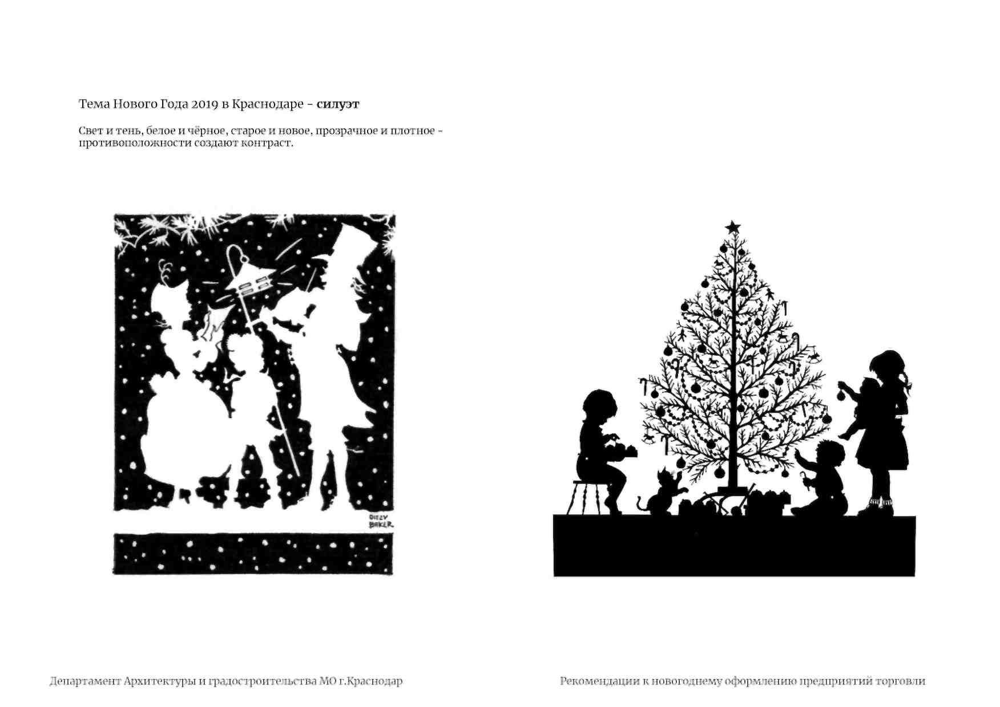 Тема Нового Года 2019 в Краснодаре - силуэт
Свет и тень, белое и чёрное, старое и новое, прозрачное и плотное -
противоположности создают контраст.
BAKER
Департамент Архитектуры и градостроительства МО г.Краснодар
Рекомендации к новогоднему оформлению предприятий торговли